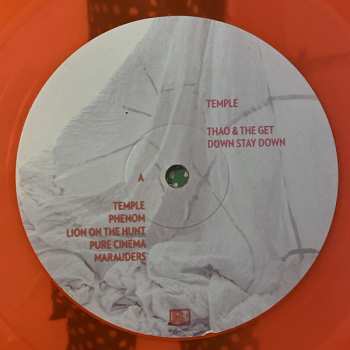 TEMPLE
THAO & THE GET
DOWN STAY DOWN
A
TEMPLE
PHENOM
LION ON THE HUNT
PURE CINEMA
MARAUDERS